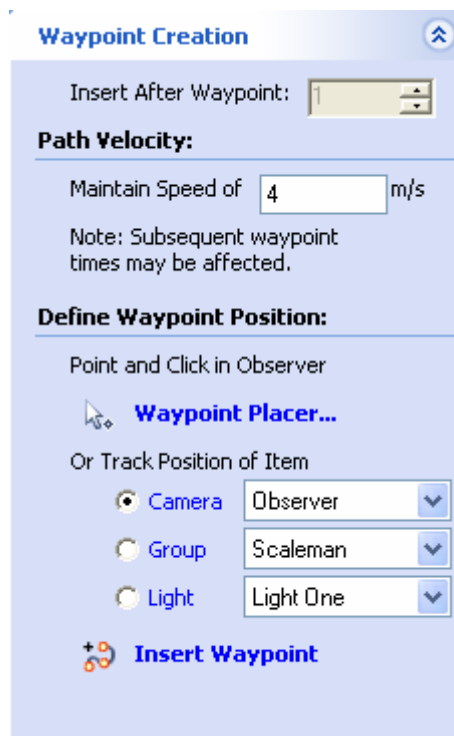 Waypoint Creation
Insert After Waypoint: 1
Path Velocity:
Maintain Speed of 4 m/s
Note: Subsequent waypoint
times may be affected.
Define Waypoint Position:
Point and Click in Observer
Waypoint Placer...
Or Track Position of Item
Camera Observer
Group Scaleman
Light Light One
Insert Waypoint